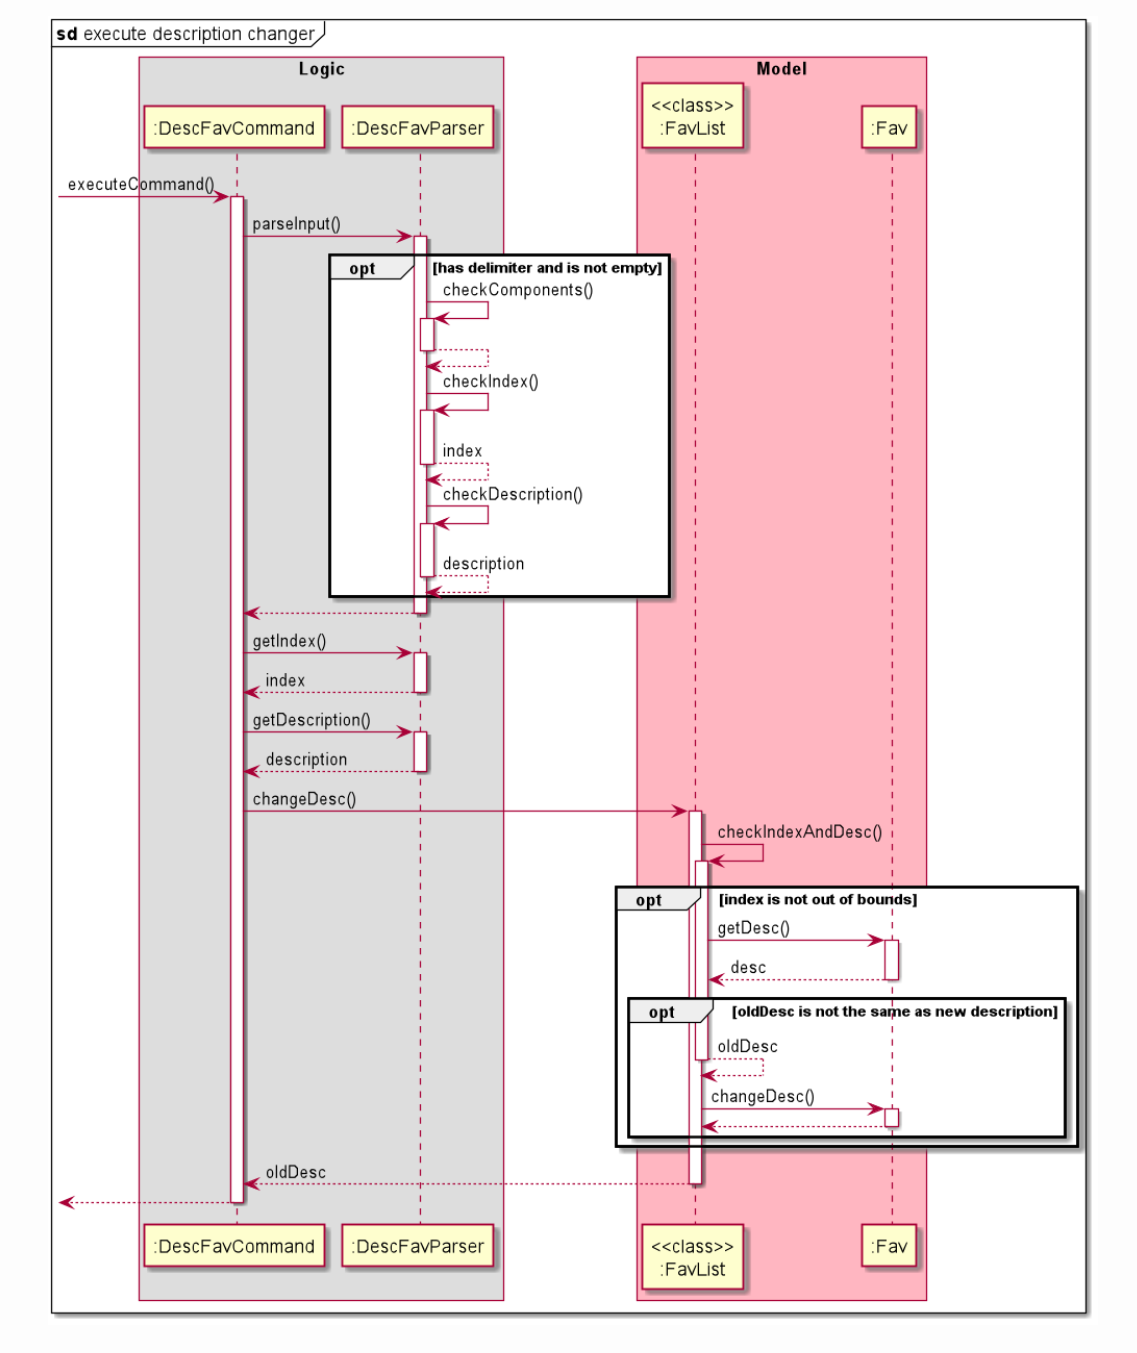 sd execute description changer
Logic
Model
:DescFavCommand
:DescFavParser
<<class>>
:FavList
:Fav
executeCommand()
parseInput()
opt [has delimiter and is not empty]
checkComponents()
checkIndex()
index
checkDescription()
description
getIndex()
index
getDescription()
description
changeDesc()
checkIndexAndDesc()
opt [index is not out of bounds]
getDesc()
desc
opt [oldDesc is not the same as new description]
oldDesc
changeDesc()
oldDesc
:DescFavCommand
:DescFavParser
<<class>>
:FavList
:Fav